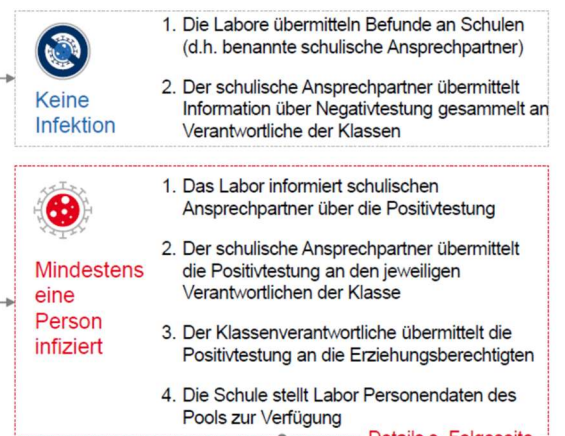 Keine
Infektion
1. Die Labore übermitteln Befunde an Schulen
(d.h. benannte schulische Ansprechpartner)
2. Der schulische Ansprechpartner übermittelt
Information über Negativtestung gesammelt an
Verantwortliche der Klassen
Mindestens
eine
Person
infiziert
1. Das Labor informiert schulischen
Ansprechpartner über die Positivtestung
2. Der schulische Ansprechpartner übermittelt
die Positivtestung an den jeweiligen
Verantwortlichen der Klasse
3. Der Klassenverantwortliche übermittelt die
Positivtestung an die Erziehungsberechtigten
4. Die Schule stellt Labor Personendaten des
Pools zur Verfügung
Details s. Folgeseite